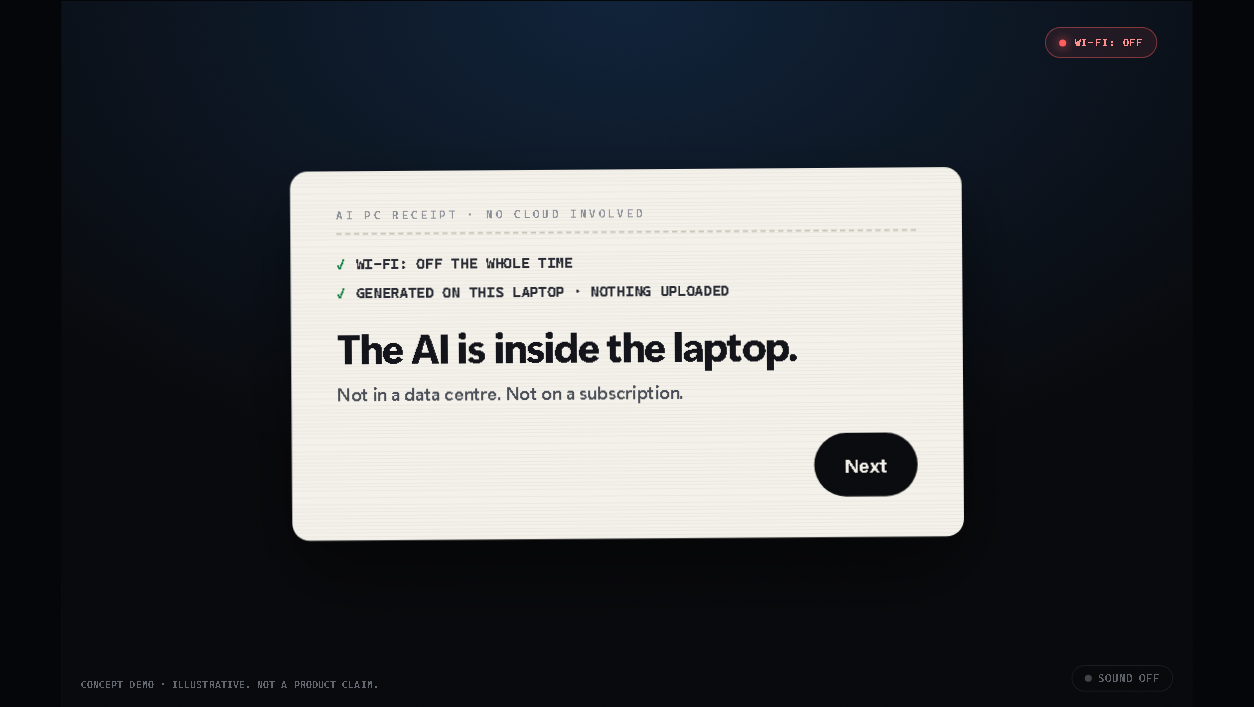 WI-FI: OFF
AI PC RECEIPT · NO CLOUD INVOLVED
✓ WI-FI: OFF THE WHOLE TIME
✓ GENERATED ON THIS LAPTOP · NOTHING UPLOADED
The AI is inside the laptop.
Not in a data centre. Not on a subscription.
Next
CONCEPT DEMO · ILLUSTRATIVE. NOT A PRODUCT CLAIM.
SOUND OFF